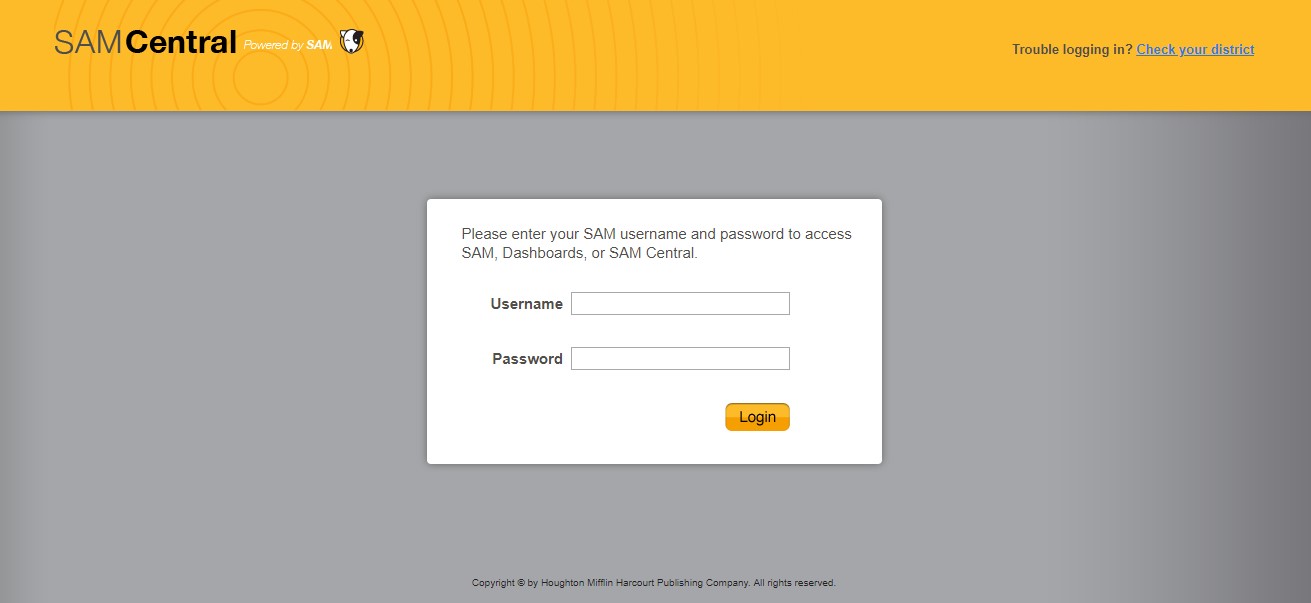 SAM Central Powered by SAM
Trouble logging in? Check your district
Please enter your SAM username and password to access
SAM, Dashboards, or SAM Central.
Username
Password
Login
Copyright © by Houghton Mifflin Harcourt Publishing Company. All rights reserved.